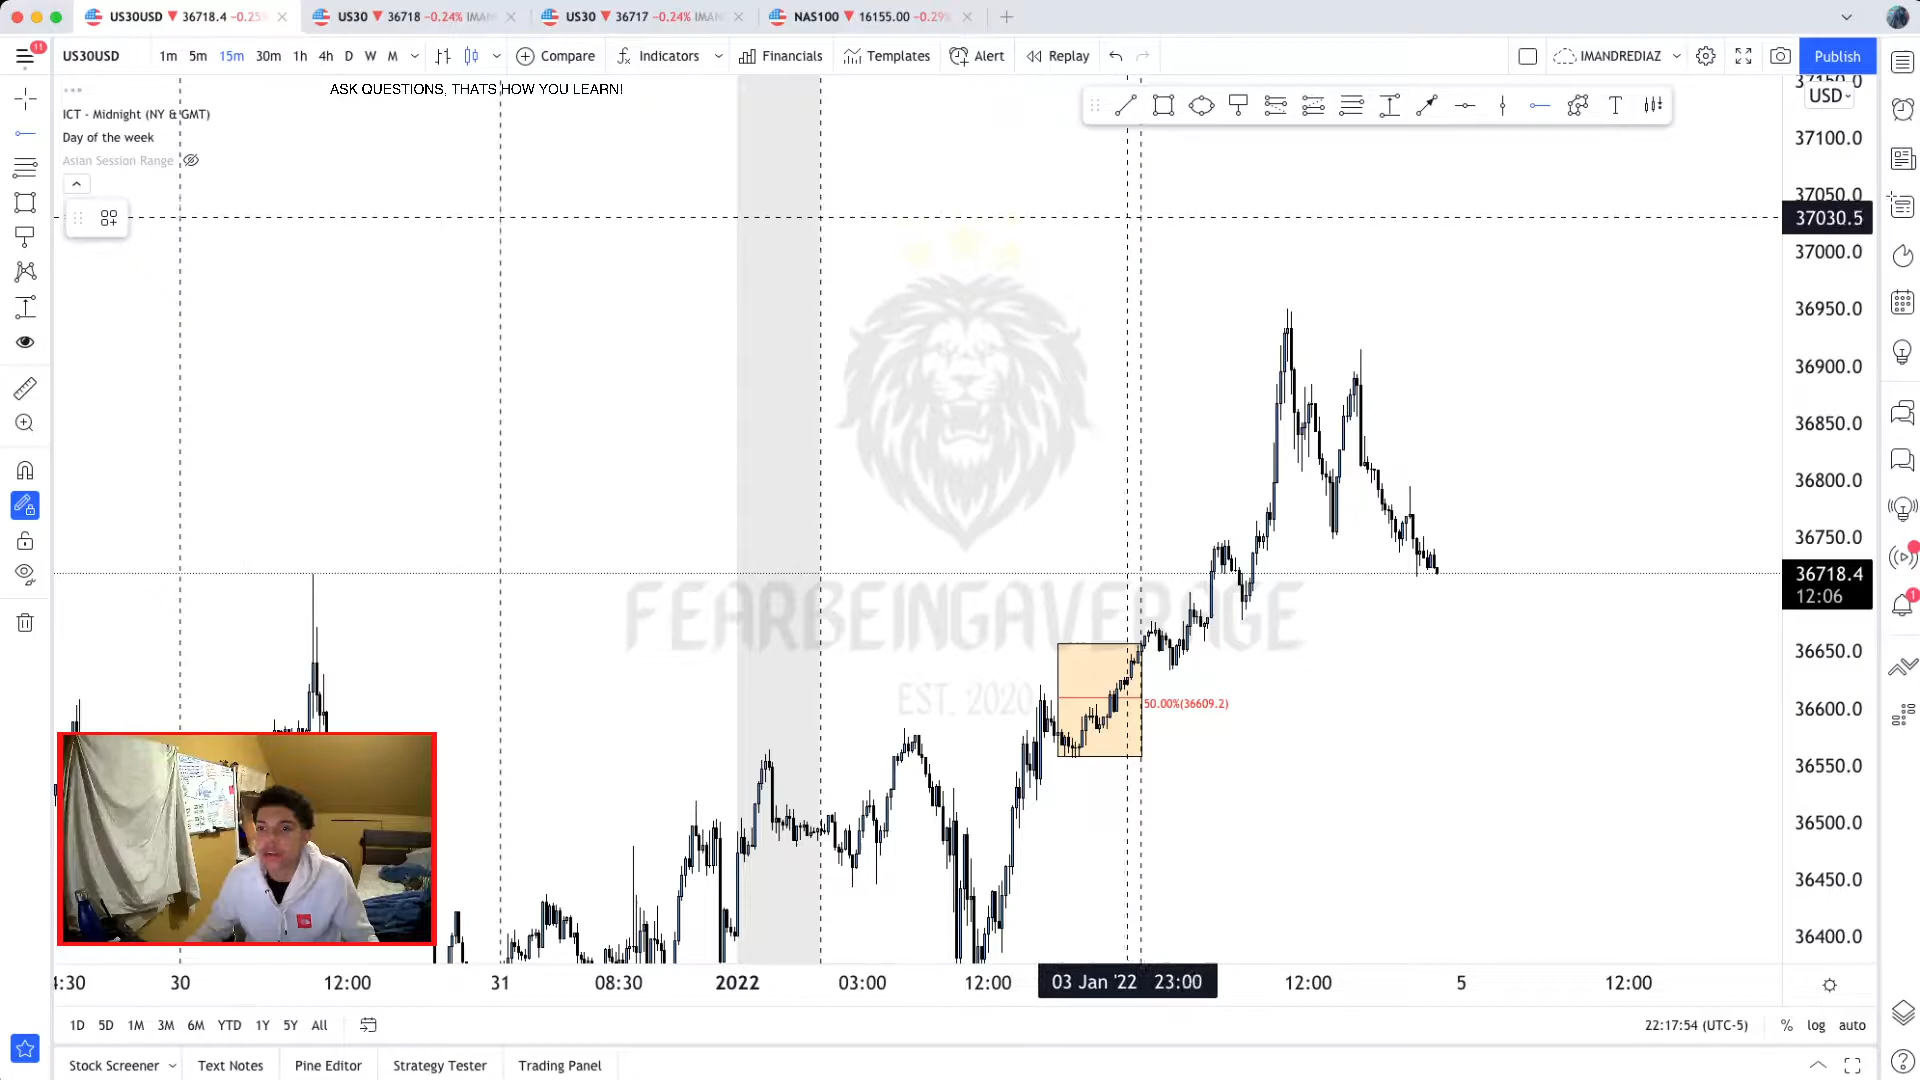 US30USD 36718.4 −0.25%
US30 36718 −0.24% IMAN
US30 36717 −0.24% IMAN
NAS100 16155.00 −0.29%
11
US30USD
1m 5m 15m 30m 1h 4h D W M
Compare
Indicators
Financials
Templates
Alert
Replay
IMANDREDIAZ
Publish
ASK QUESTIONS, THATS HOW YOU LEARN!
ICT - Midnight (NY & GMT)
Day of the week
Asian Session Range
37150.0
USD
37100.0
37050.0
37030.5
37000.0
36950.0
36900.0
36850.0
36800.0
36750.0
36718.4
12:06
1
36650.0
36600.0
36550.0
36500.0
36450.0
36400.0
FEARBEINGAVERAGE
EST. 2020
50.00%(36609.2)
4:30 30 12:00 31 08:30 2022 03:00 12:00 03 Jan '22 23:00 12:00 5 12:00
1D 5D 1M 3M 6M YTD 1Y 5Y All
22:17:54 (UTC-5) % log auto
Stock Screener Text Notes Pine Editor Strategy Tester Trading Panel